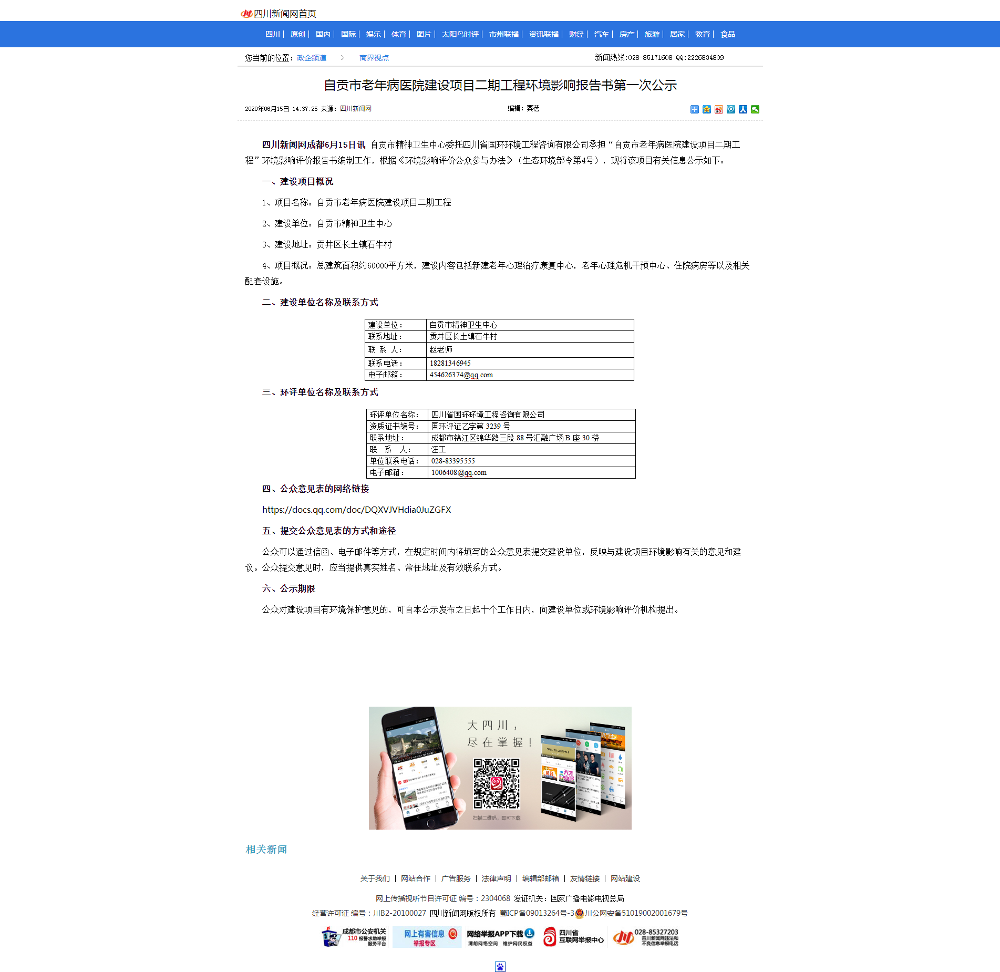 四川新闻网首页
四川 | 原创 | 国内 | 国际 | 娱乐 | 体育 | 图片 | 太阳鸟时评 | 市州联播 | 资讯联播 | 财经 | 汽车 | 房产 | 旅游 | 居家 | 教育 | 食品
您当前的位置：政企频道 > 商界视点 新闻热线:028-85171608 QQ:2226834809
自贡市老年病医院建设项目二期工程环境影响报告书第一次公示
2020年06月15日 14:37:25 来源：四川新闻网 编辑：粟蓓
四川新闻网成都6月15日讯 自贡市精神卫生中心委托四川省国环环境工程咨询有限公司承担“自贡市老年病医院建设项目二期工
程”环境影响评价报告书编制工作，根据《环境影响评价公众参与办法》（生态环境部令第4号），现将该项目有关信息公示如下：
一、建设项目概况
1、项目名称：自贡市老年病医院建设项目二期工程
2、建设单位：自贡市精神卫生中心
3、建设地址：贡井区长土镇石牛村
4、项目概况：总建筑面积约60000平方米，建设内容包括新建老年心理治疗康复中心，老年心理危机干预中心、住院病房等以及相关
配套设施。
二、建设单位名称及联系方式
建设单位： 自贡市精神卫生中心
联系地址： 贡井区长土镇石牛村
联 系 人： 赵老师
联系电话： 18281346945
电子邮箱： 454626374@qq.com
三、环评单位名称及联系方式
环评单位名称： 四川省国环环境工程咨询有限公司
资质证书编号： 国环评证乙字第 3239 号
联系地址： 成都市锦江区锦华路三段 88 号汇融广场 B 座 30 楼
联 系 人： 汪工
单位联系电话： 028-83395555
电子邮箱： 1006408@qq.com
四、公众意见表的网络链接
https://docs.qq.com/doc/DQXVJVHdia0JuZGFX
五、提交公众意见表的方式和途径
公众可以通过信函、电子邮件等方式，在规定时间内将填写的公众意见表提交建设单位，反映与建设项目环境影响有关的意见和建
议。公众提交意见时，应当提供真实姓名、常住地址及有效联系方式。
六、公示期限
公众对建设项目有环境保护意见的，可自本公示发布之日起十个工作日内，向建设单位或环境影响评价机构提出。
大四川，
尽在掌握！
扫描二维码，即可下载
相关新闻
关于我们 | 网站合作 | 广告服务 | 法律声明 | 编辑部邮箱 | 友情链接 | 网站建设
网上传播视听节目许可证 编号：2304068 发证机关：国家广播电影电视总局
经营许可证 编号：川B2-20100027 四川新闻网版权所有 蜀ICP备09013264号-3 川公网安备51019002001679号
成都市公安机关
110 报警求助举报
服务平台
网上有害信息
举报专区
网络举报APP下载
清朗网络空间 维护网民权益
四川省
互联网举报中心
028-85327203
四川新闻网违法和
不良信息举报电话